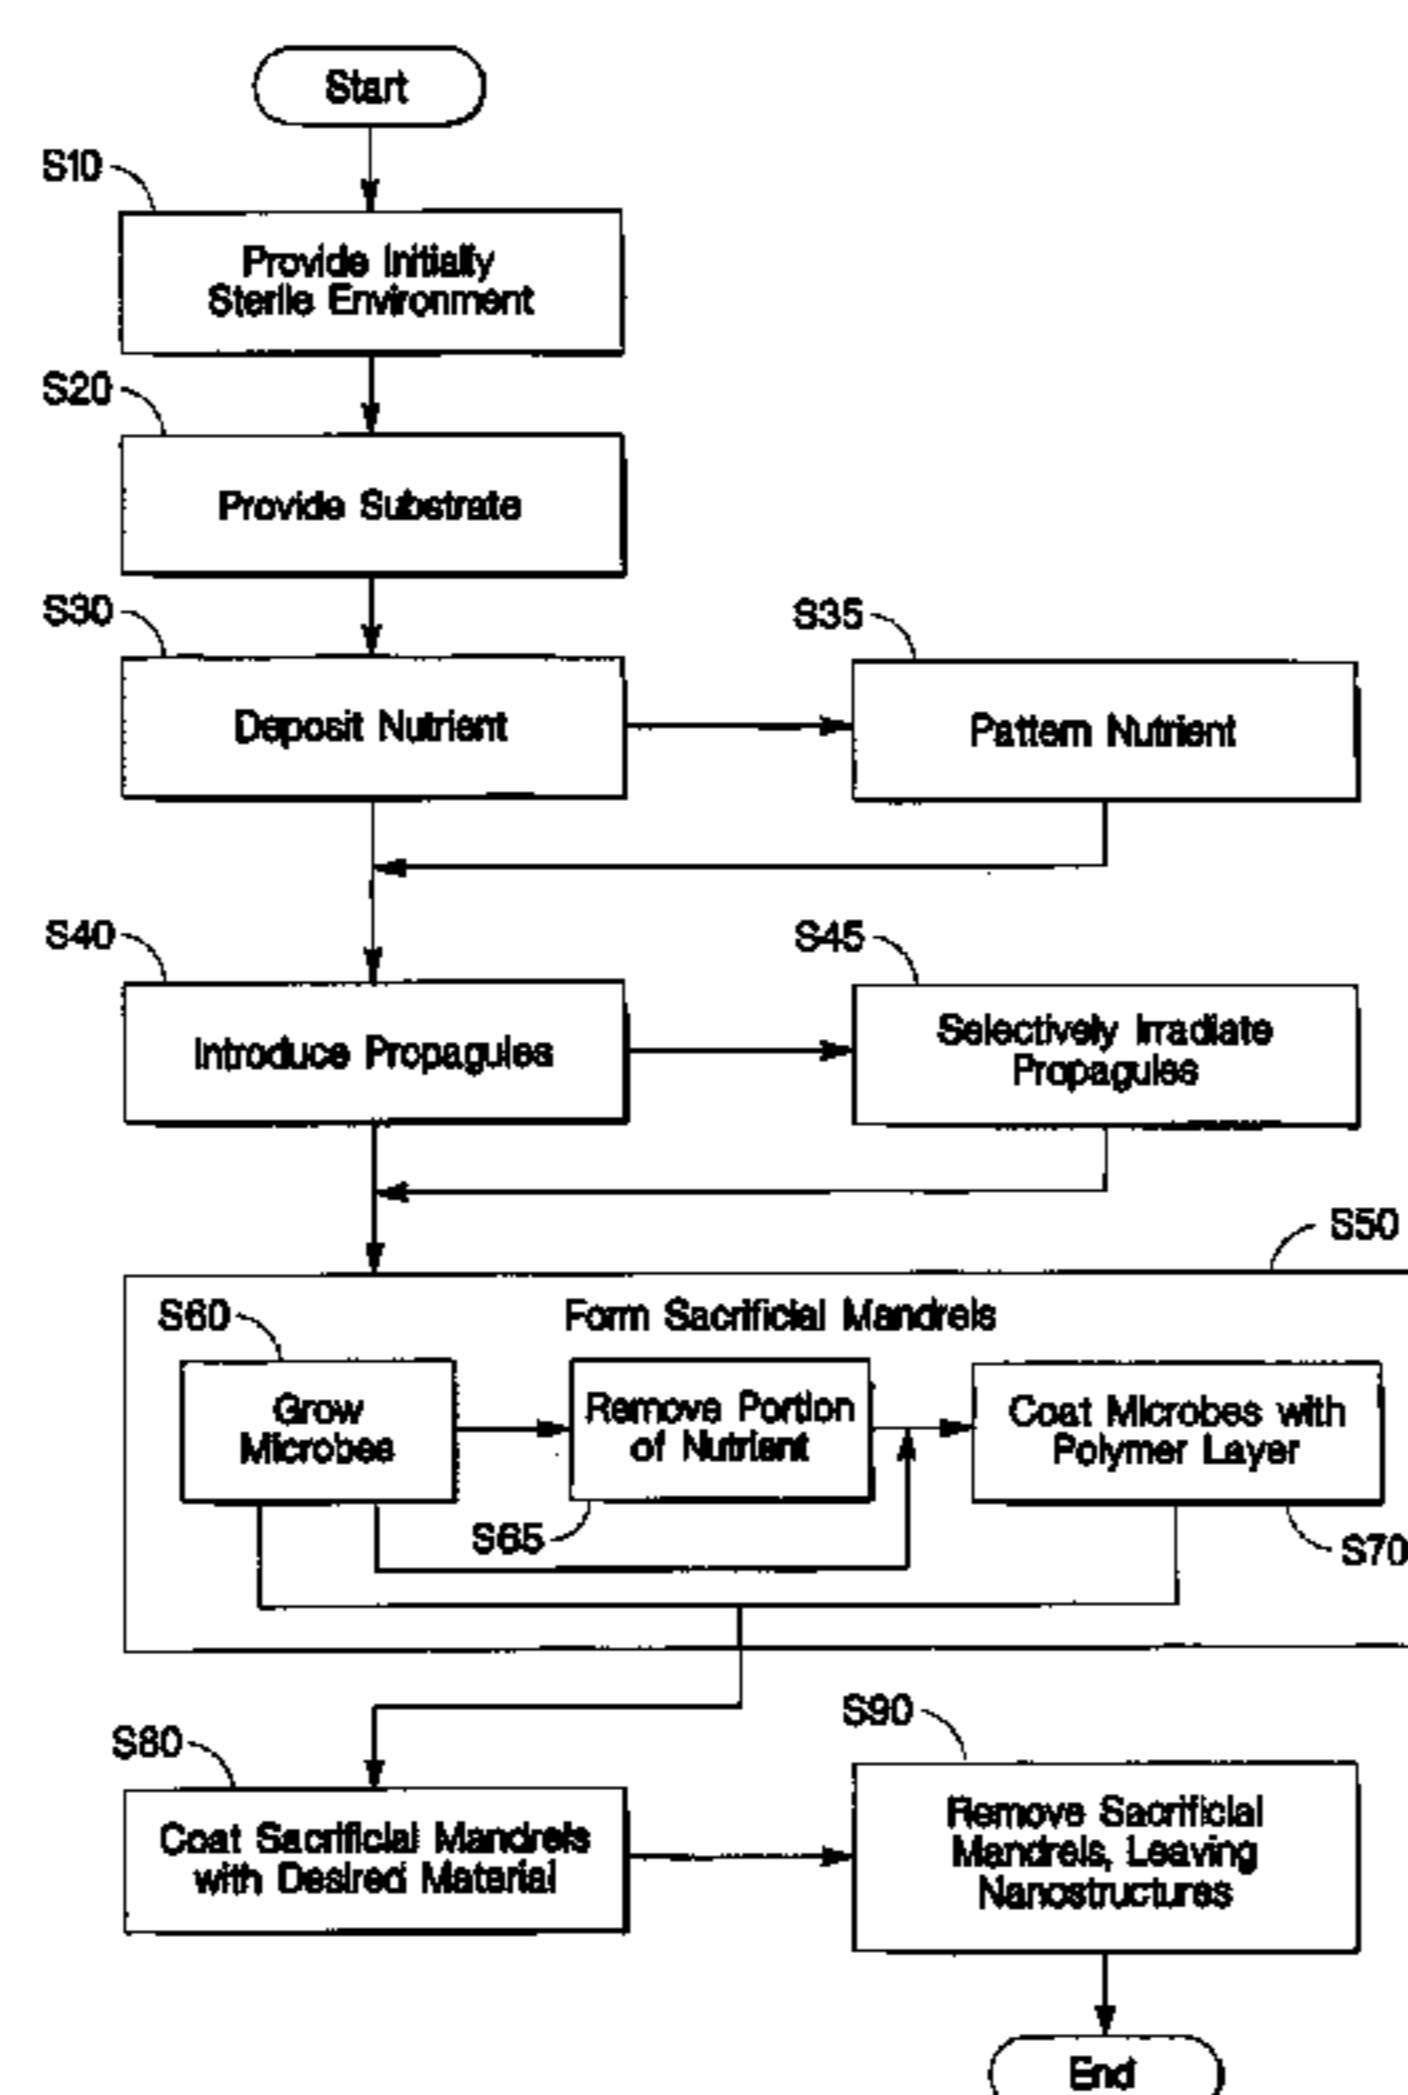 Start
S10
Provide Initially
Sterile Environment
S20
Provide Substrate
S30
Deposit Nutrient
S35
Pattern Nutrient
S40
Introduce Propagules
S45
Selectively Irradiate
Propagules
S50
Form Sacrificial Mandrels
S60
Grow
Microbes
S65
Remove Portion
of Nutrient
Coat Microbes with
Polymer Layer
S70
S80
Coat Sacrificial Mandrels
with Desired Material
S90
Remove Sacrificial
Mandrels, Leaving
Nanostructures
End